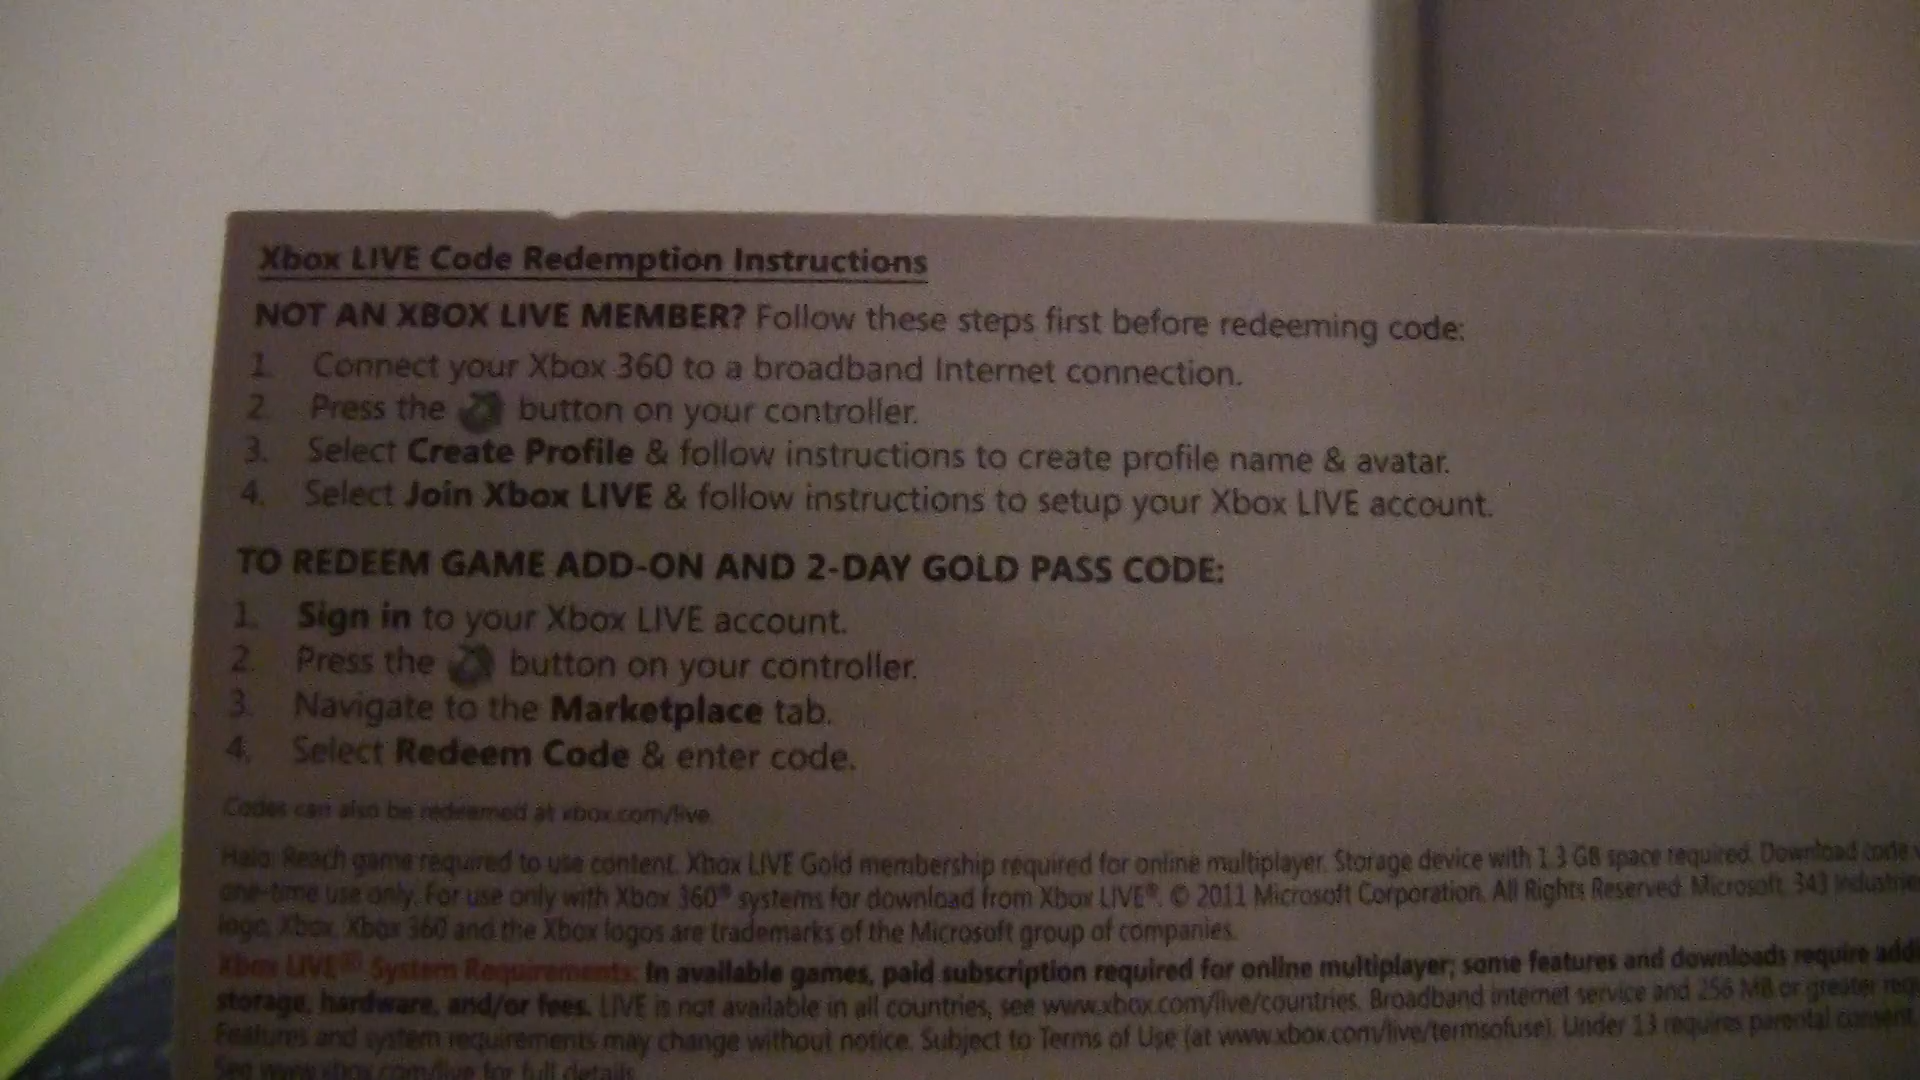 Xbox LIVE Code Redemption Instructions
NOT AN XBOX LIVE MEMBER? Follow these steps first before redeeming code:
1. Connect your Xbox 360 to a broadband Internet connection.
2. Press the button on your controller.
3. Select Create Profile & follow instructions to create profile name & avatar.
4. Select Join Xbox LIVE & follow instructions to setup your Xbox LIVE account.
TO REDEEM GAME ADD-ON AND 2-DAY GOLD PASS CODE:
1. Sign in to your Xbox LIVE account.
2. Press the button on your controller.
3. Navigate to the Marketplace tab.
4. Select Redeem Code & enter code.
Codes can also be redeemed at xbox.com/live
Halo: Reach game required to use content. Xbox LIVE Gold membership required for online multiplayer. Storage device with 1.3 GB space required. Download code
one-time use only. For use only with Xbox 360® systems for download from Xbox LIVE®. © 2011 Microsoft Corporation. All Rights Reserved. Microsoft, 343 Industrie
logo, Xbox, Xbox 360 and the Xbox logos are trademarks of the Microsoft group of companies.
Xbox LIVE® System Requirements: In available games, paid subscription required for online multiplayer; some features and downloads require addi
storage, hardware, and/or fees. LIVE is not available in all countries, see www.xbox.com/live/countries. Broadband internet service and 256 MB or greater requ
Features and system requirements may change without notice. Subject to Terms of Use (at www.xbox.com/live/termsofuse). Under 13 requires parental consent.
See www.xbox.com/live for full details